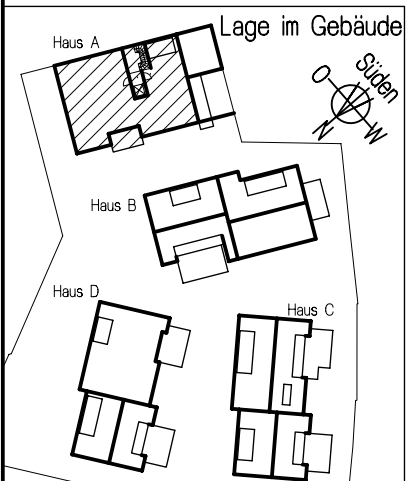 Lage im Gebäude
Haus A
O
Süden
N
W
Haus B
Haus D
Haus C